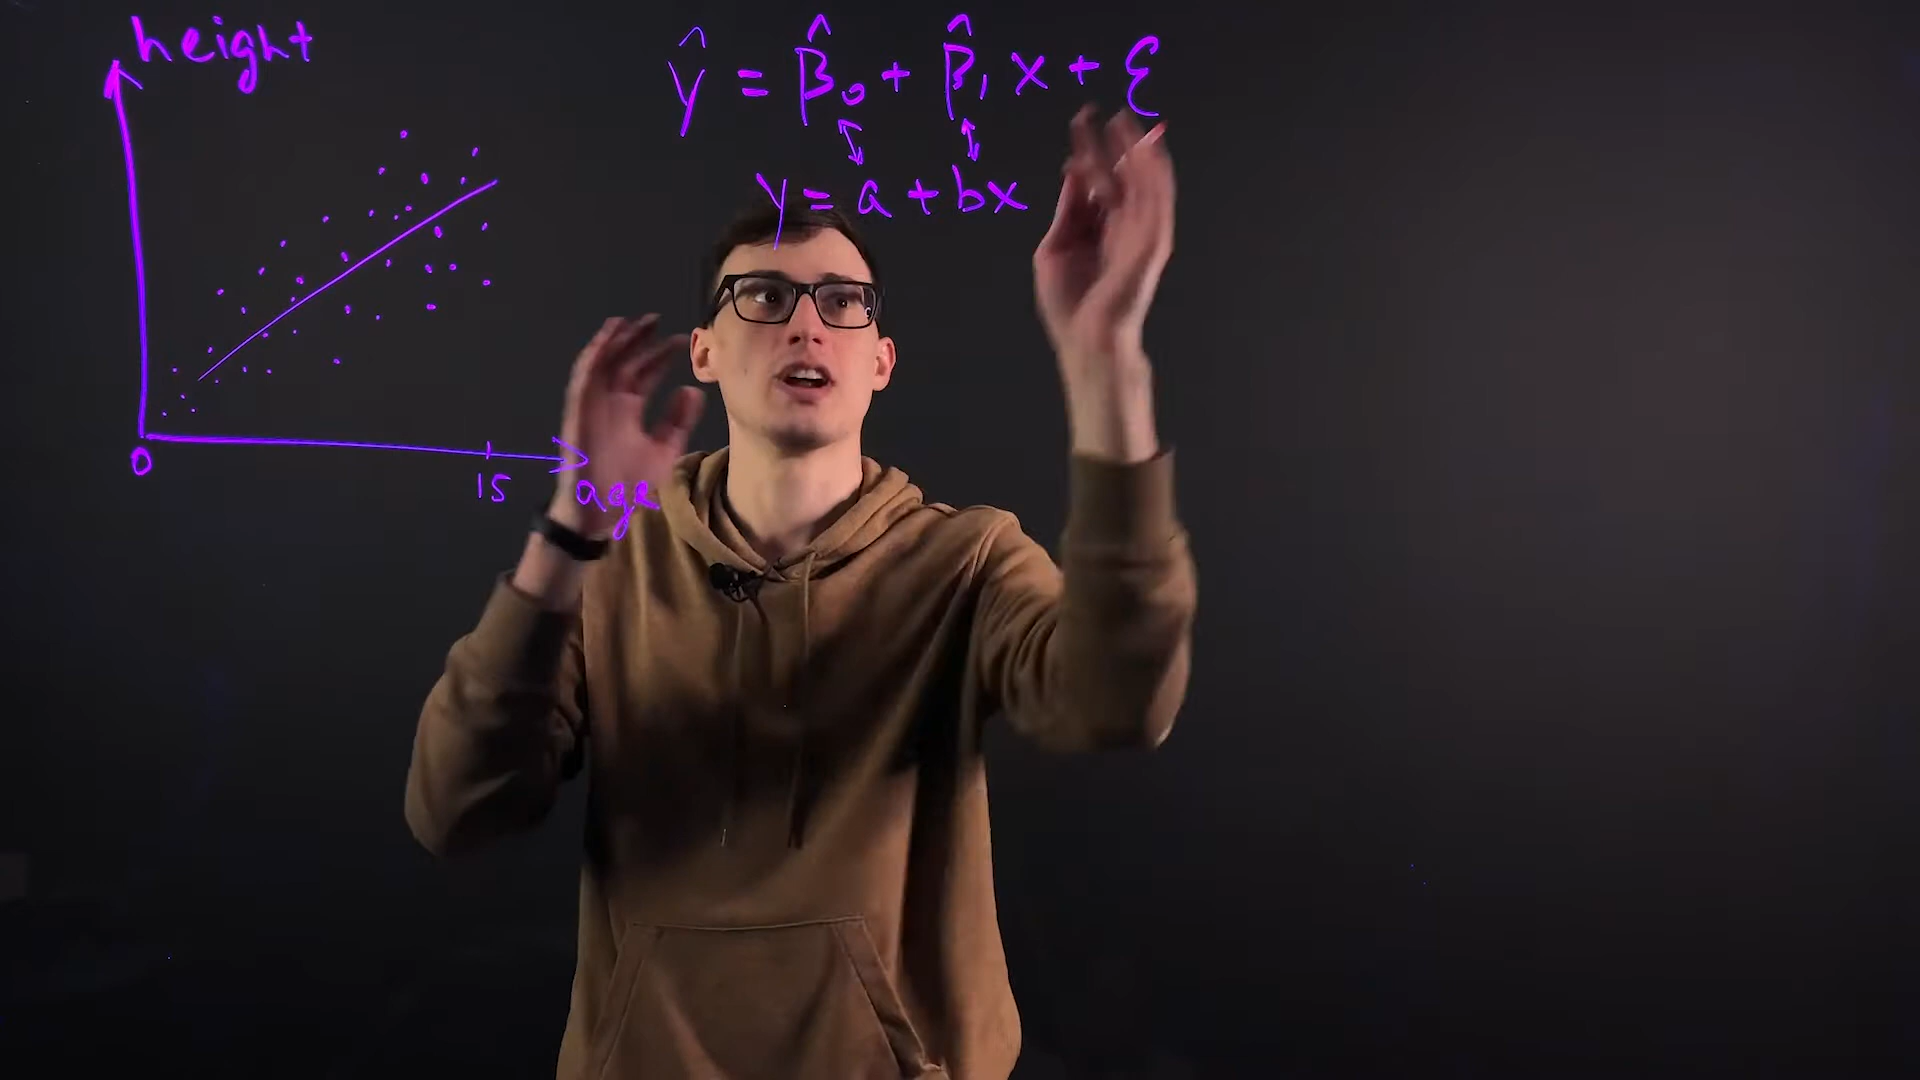 height
ŷ = β̂₀ + β̂₁ x + ε
y = a + bx
0
15
age